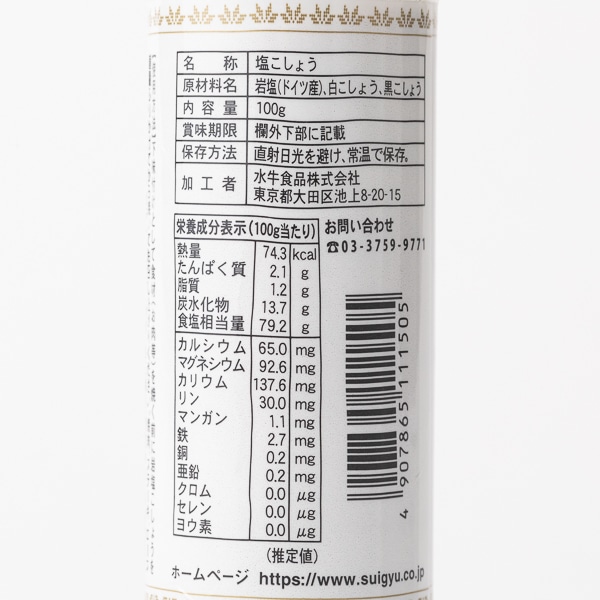 名称 塩こしょう
原材料名 岩塩(ドイツ産)、白こしょう、黒こしょう
内容量 100g
賞味期限 欄外下部に記載
保存方法 直射日光を避け、常温で保存。
加工者 水牛食品株式会社
東京都大田区池上8-20-15
栄養成分表示(100g当たり)
熱量 74.3 kcal
たんぱく質 2.1 g
脂質 1.2 g
炭水化物 13.7 g
食塩相当量 79.2 g
カルシウム 65.0 mg
マグネシウム 92.6 mg
カリウム 137.6 mg
リン 30.0 mg
マンガン 1.1 mg
鉄 2.7 mg
銅 0.2 mg
亜鉛 0.2 mg
クロム 0.0 μg
セレン 0.0 μg
ヨウ素 0.0 μg
(推定値)
お問い合わせ
☎03-3759-9771
4 907865 111505
ホームページ https://www.suigyu.co.jp